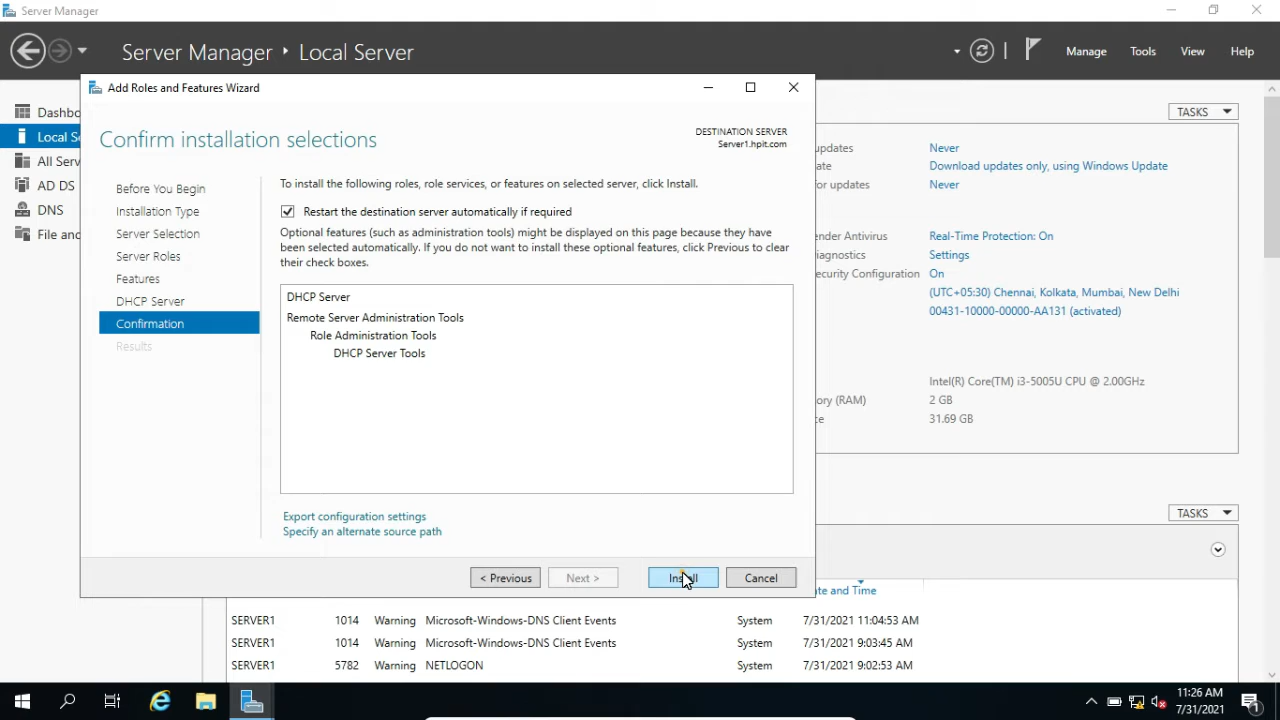 Server Manager
Server Manager • Local Server
Manage Tools View Help
Add Roles and Features Wizard
Confirm installation selections
DESTINATION SERVER
Server1.hpit.com
Before You Begin
Installation Type
Server Selection
Server Roles
Features
DHCP Server
Confirmation
Results
To install the following roles, role services, or features on selected server, click Install.
Restart the destination server automatically if required
Optional features (such as administration tools) might be displayed on this page because they have
been selected automatically. If you do not want to install these optional features, click Previous to clear
their check boxes.
DHCP Server
Remote Server Administration Tools
Role Administration Tools
DHCP Server Tools
Export configuration settings
Specify an alternate source path
< Previous Next > Install Cancel
Dashbo
Local Se
All Serv
AD DS
DNS
File and
TASKS
updates Never
ate Download updates only, using Windows Update
for updates Never
ender Antivirus Real-Time Protection: On
iagnostics Settings
ecurity Configuration On
(UTC+05:30) Chennai, Kolkata, Mumbai, New Delhi
00431-10000-00000-AA131 (activated)
Intel(R) Core(TM) i3-5005U CPU @ 2.00GHz
ory (RAM) 2 GB
ce 31.69 GB
TASKS
ate and Time
SERVER1 1014 Warning Microsoft-Windows-DNS Client Events System 7/31/2021 11:04:53 AM
SERVER1 1014 Warning Microsoft-Windows-DNS Client Events System 7/31/2021 9:03:45 AM
SERVER1 5782 Warning NETLOGON System 7/31/2021 9:02:53 AM
11:26 AM
7/31/2021
1